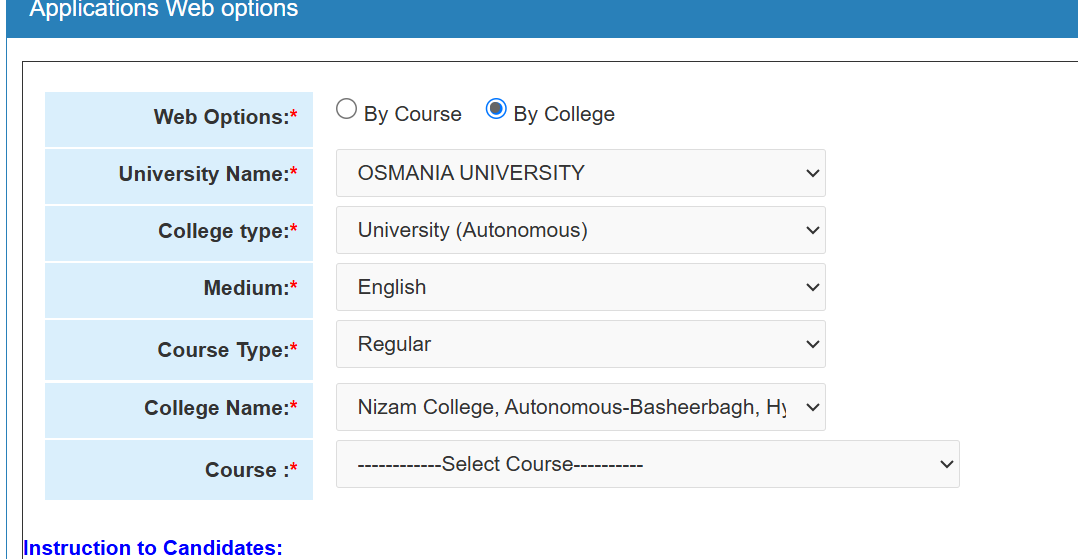 Applications Web options
Web Options:* By Course By College
University Name:* OSMANIA UNIVERSITY
College type:* University (Autonomous)
Medium:* English
Course Type:* Regular
College Name:* Nizam College, Autonomous-Basheerbagh, Hy
Course :* ------------Select Course----------
Instruction to Candidates: